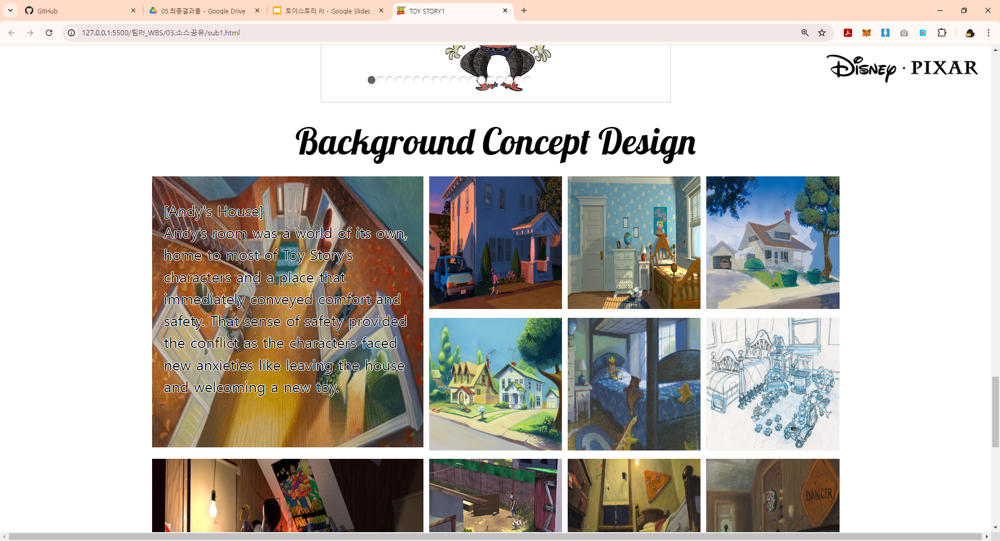 GitHub
05.최종결과물 - Google Drive
토이스토리 PJ - Google Slides
TOY STORY1
127.0.0.1:5500/팀PJ_WBS/03.소스공유/sub1.html
Disney · PIXAR
Background Concept Design
[Andy's House]
Andy's room was a world of its own,
home to most of Toy Story's
characters and a place that
immediately conveyed comfort and
safety. That sense of safety provided
the conflict as the characters faced
new anxieties like leaving the house
and welcoming a new toy.
DANGER